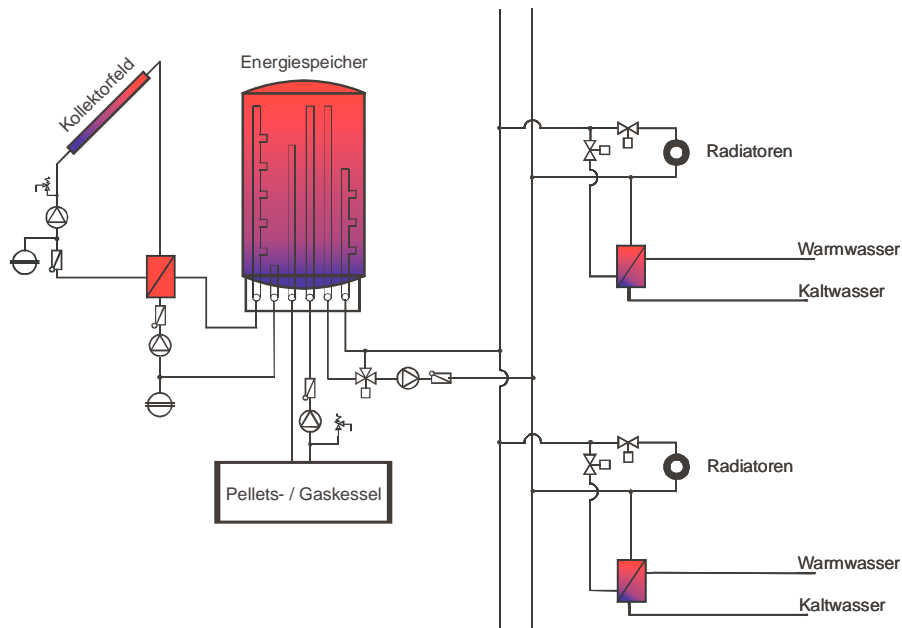 Energiespeicher
Kollektorfeld
Radiatoren
Warmwasser
Kaltwasser
Pellets- / Gaskessel
Radiatoren
Warmwasser
Kaltwasser